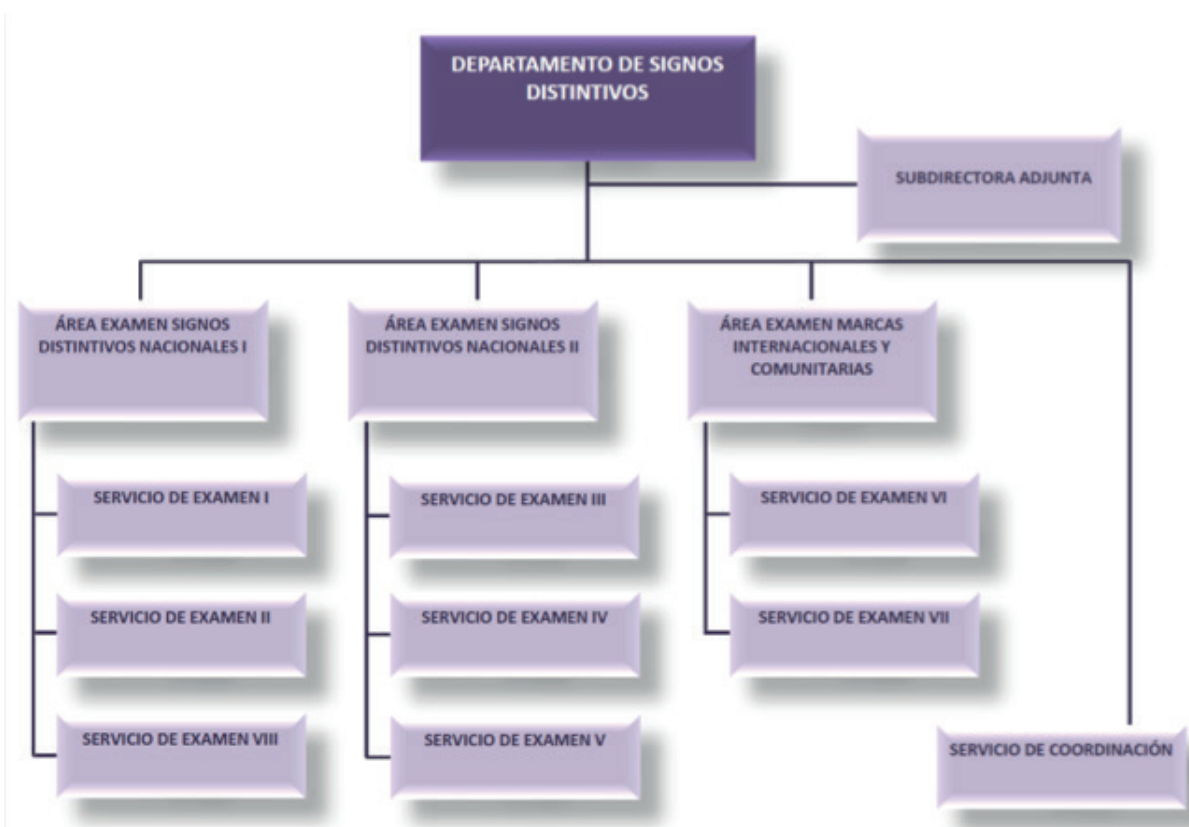 DEPARTAMENTO DE SIGNOS
DISTINTIVOS
SUBDIRECTORA ADJUNTA
ÁREA EXAMEN SIGNOS
DISTINTIVOS NACIONALES I
ÁREA EXAMEN SIGNOS
DISTINTIVOS NACIONALES II
ÁREA EXAMEN MARCAS
INTERNACIONALES Y
COMUNITARIAS
SERVICIO DE EXAMEN I
SERVICIO DE EXAMEN II
SERVICIO DE EXAMEN VIII
SERVICIO DE EXAMEN III
SERVICIO DE EXAMEN IV
SERVICIO DE EXAMEN V
SERVICIO DE EXAMEN VI
SERVICIO DE EXAMEN VII
SERVICIO DE COORDINACIÓN